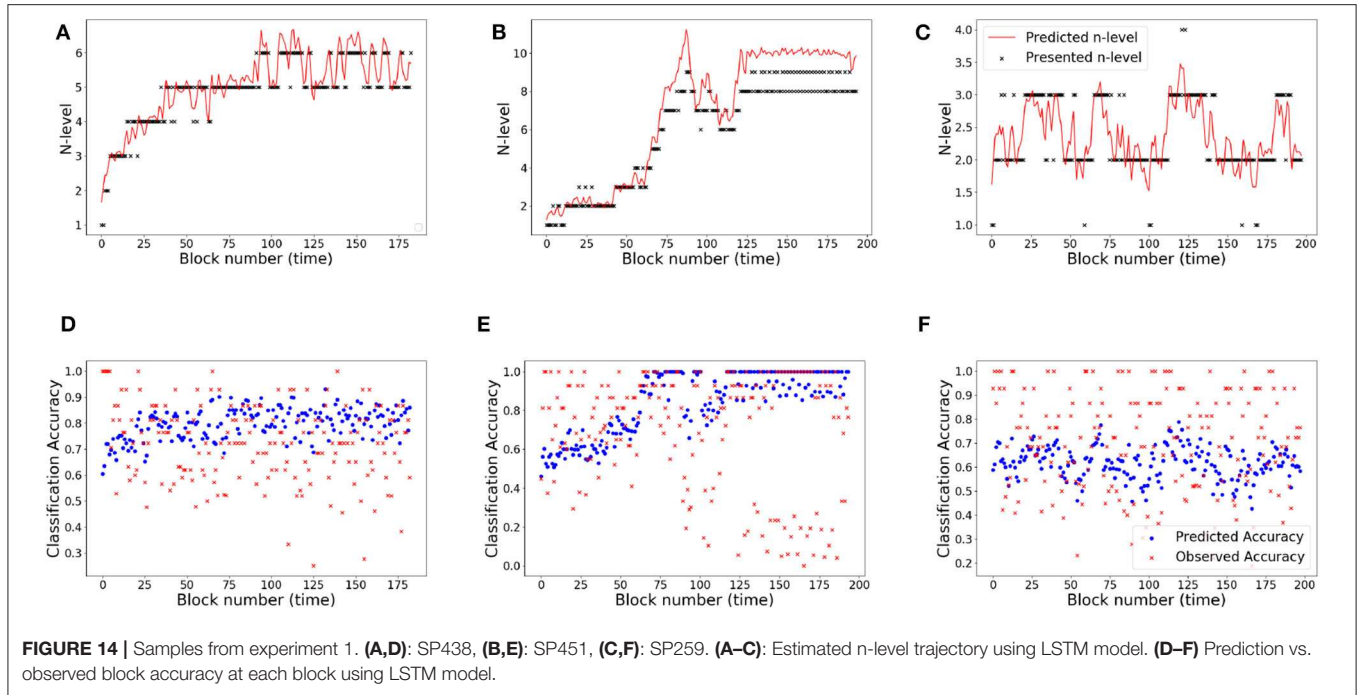 A
N-level
6
5
4
3
2
1
0 25 50 75 100 125 150 175
Block number (time)
B
N-level
10
8
6
4
2
0 25 50 75 100 125 150 175 200
Block number (time)
C
N-level
4.0
3.5
3.0
2.5
2.0
1.5
1.0
Predicted n-level
Presented n-level
0 25 50 75 100 125 150 175 200
Block number (time)
D
Classification Accuracy
1.0
0.9
0.8
0.7
0.6
0.5
0.4
0.3
0 25 50 75 100 125 150 175
Block number (time)
E
Classification Accuracy
1.0
0.8
0.6
0.4
0.2
0.0
0 25 50 75 100 125 150 175 200
Block number (time)
F
Classification Accuracy
1.0
0.9
0.8
0.7
0.6
0.5
0.4
0.3
0.2
Predicted Accuracy
Observed Accuracy
0 25 50 75 100 125 150 175 200
Block number (time)
FIGURE 14 | Samples from experiment 1. (A,D): SP438, (B,E): SP451, (C,F): SP259. (A–C): Estimated n-level trajectory using LSTM model. (D–F) Prediction vs.
observed block accuracy at each block using LSTM model.